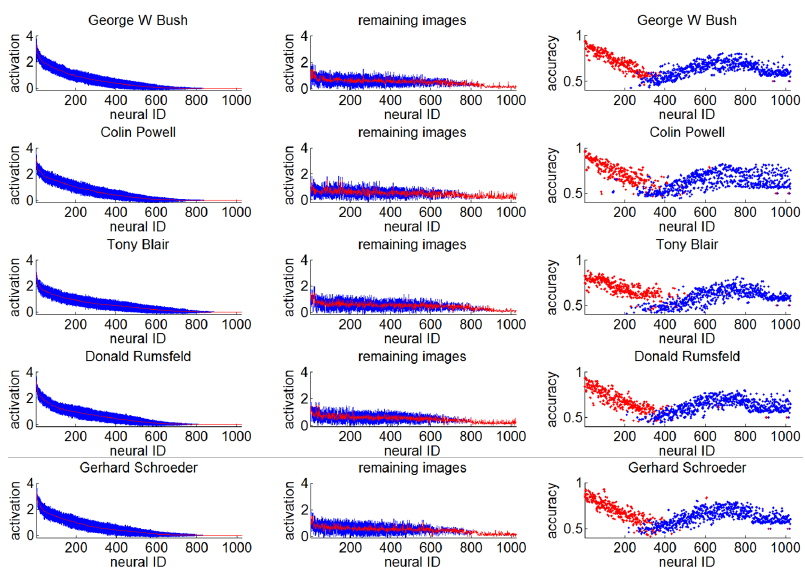 George W Bush remaining images George W Bush
activation 4 2 0 activation 4 2 0 accuracy 1 0.5
200 400 600 800 1000 200 400 600 800 1000 0 200 400 600 800 1000
neural ID neural ID neural ID
Colin Powell remaining images Colin Powell
activation 4 2 0 activation 4 2 0 accuracy 1 0.5
200 400 600 800 1000 200 400 600 800 1000 0 200 400 600 800 1000
neural ID neural ID neural ID
Tony Blair remaining images Tony Blair
activation 4 2 0 activation 4 2 0 accuracy 1 0.5
200 400 600 800 1000 200 400 600 800 1000 0 200 400 600 800 1000
neural ID neural ID neural ID
Donald Rumsfeld remaining images Donald Rumsfeld
activation 4 2 0 activation 4 2 0 accuracy 1 0.5
200 400 600 800 1000 200 400 600 800 1000 0 200 400 600 800 1000
neural ID neural ID neural ID
Gerhard Schroeder remaining images Gerhard Schroeder
activation 4 2 0 activation 4 2 0 accuracy 1 0.5
200 400 600 800 1000 200 400 600 800 1000 0 200 400 600 800 1000
neural ID neural ID neural ID